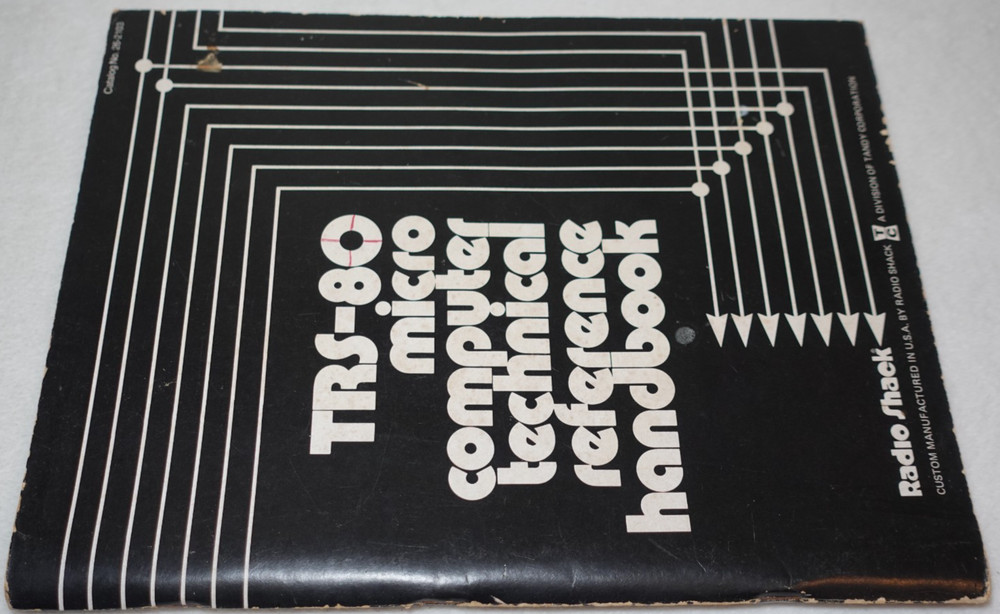 Catalog No. 26-2103
TRS-80
micro
computer
technical
reference
handbook
Radio Shack
CUSTOM MANUFACTURED IN U.S.A. BY RADIO SHACK TC A DIVISION OF TANDY CORPORATION